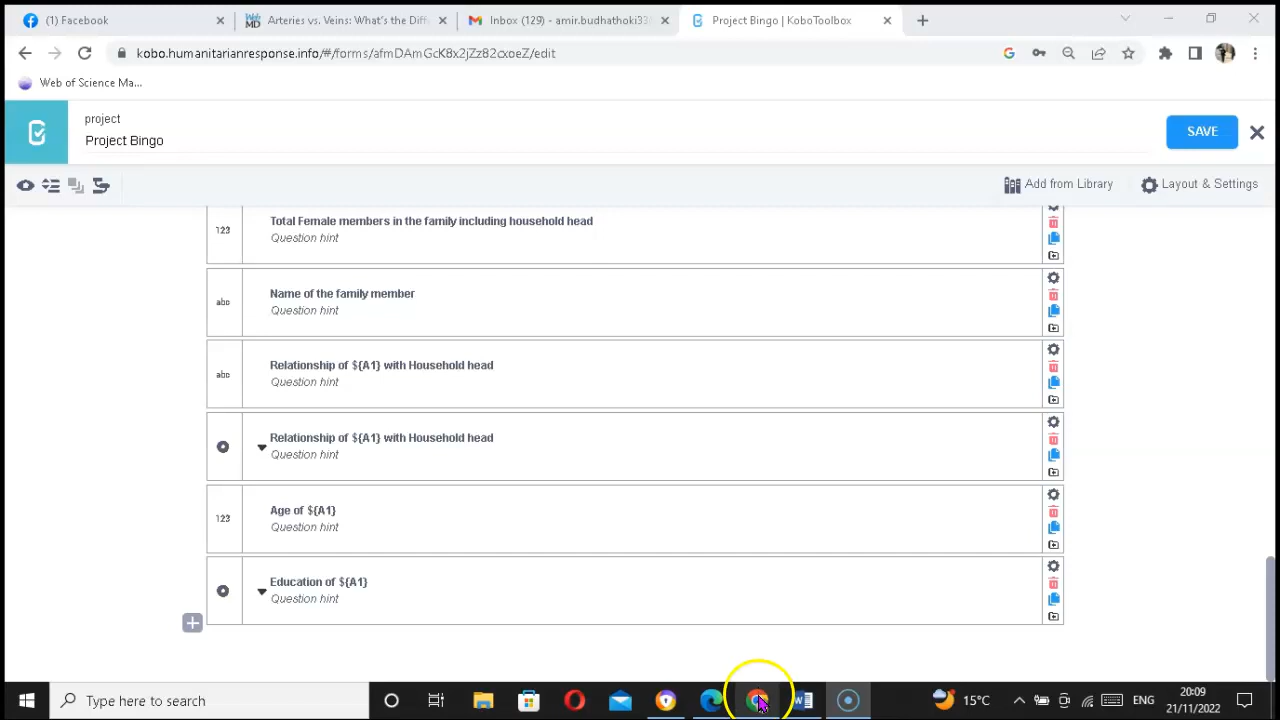 (1) Facebook
Arteries vs. Veins: What's the Diff
Inbox (129) - amir.budhathoki33
Project Bingo | KoboToolbox
kobo.humanitarianresponse.info/#/forms/afmDAmGcK8x2jZz82cxoeZ/edit
Web of Science Ma...
project
Project Bingo
SAVE
Add from Library
Layout & Settings
123
Total Female members in the family including household head
Question hint
abc
Name of the family member
Question hint
abc
Relationship of ${A1} with Household head
Question hint
Relationship of ${A1} with Household head
Question hint
123
Age of ${A1}
Question hint
Education of ${A1}
Question hint
Type here to search
15°C
ENG
20:09
21/11/2022